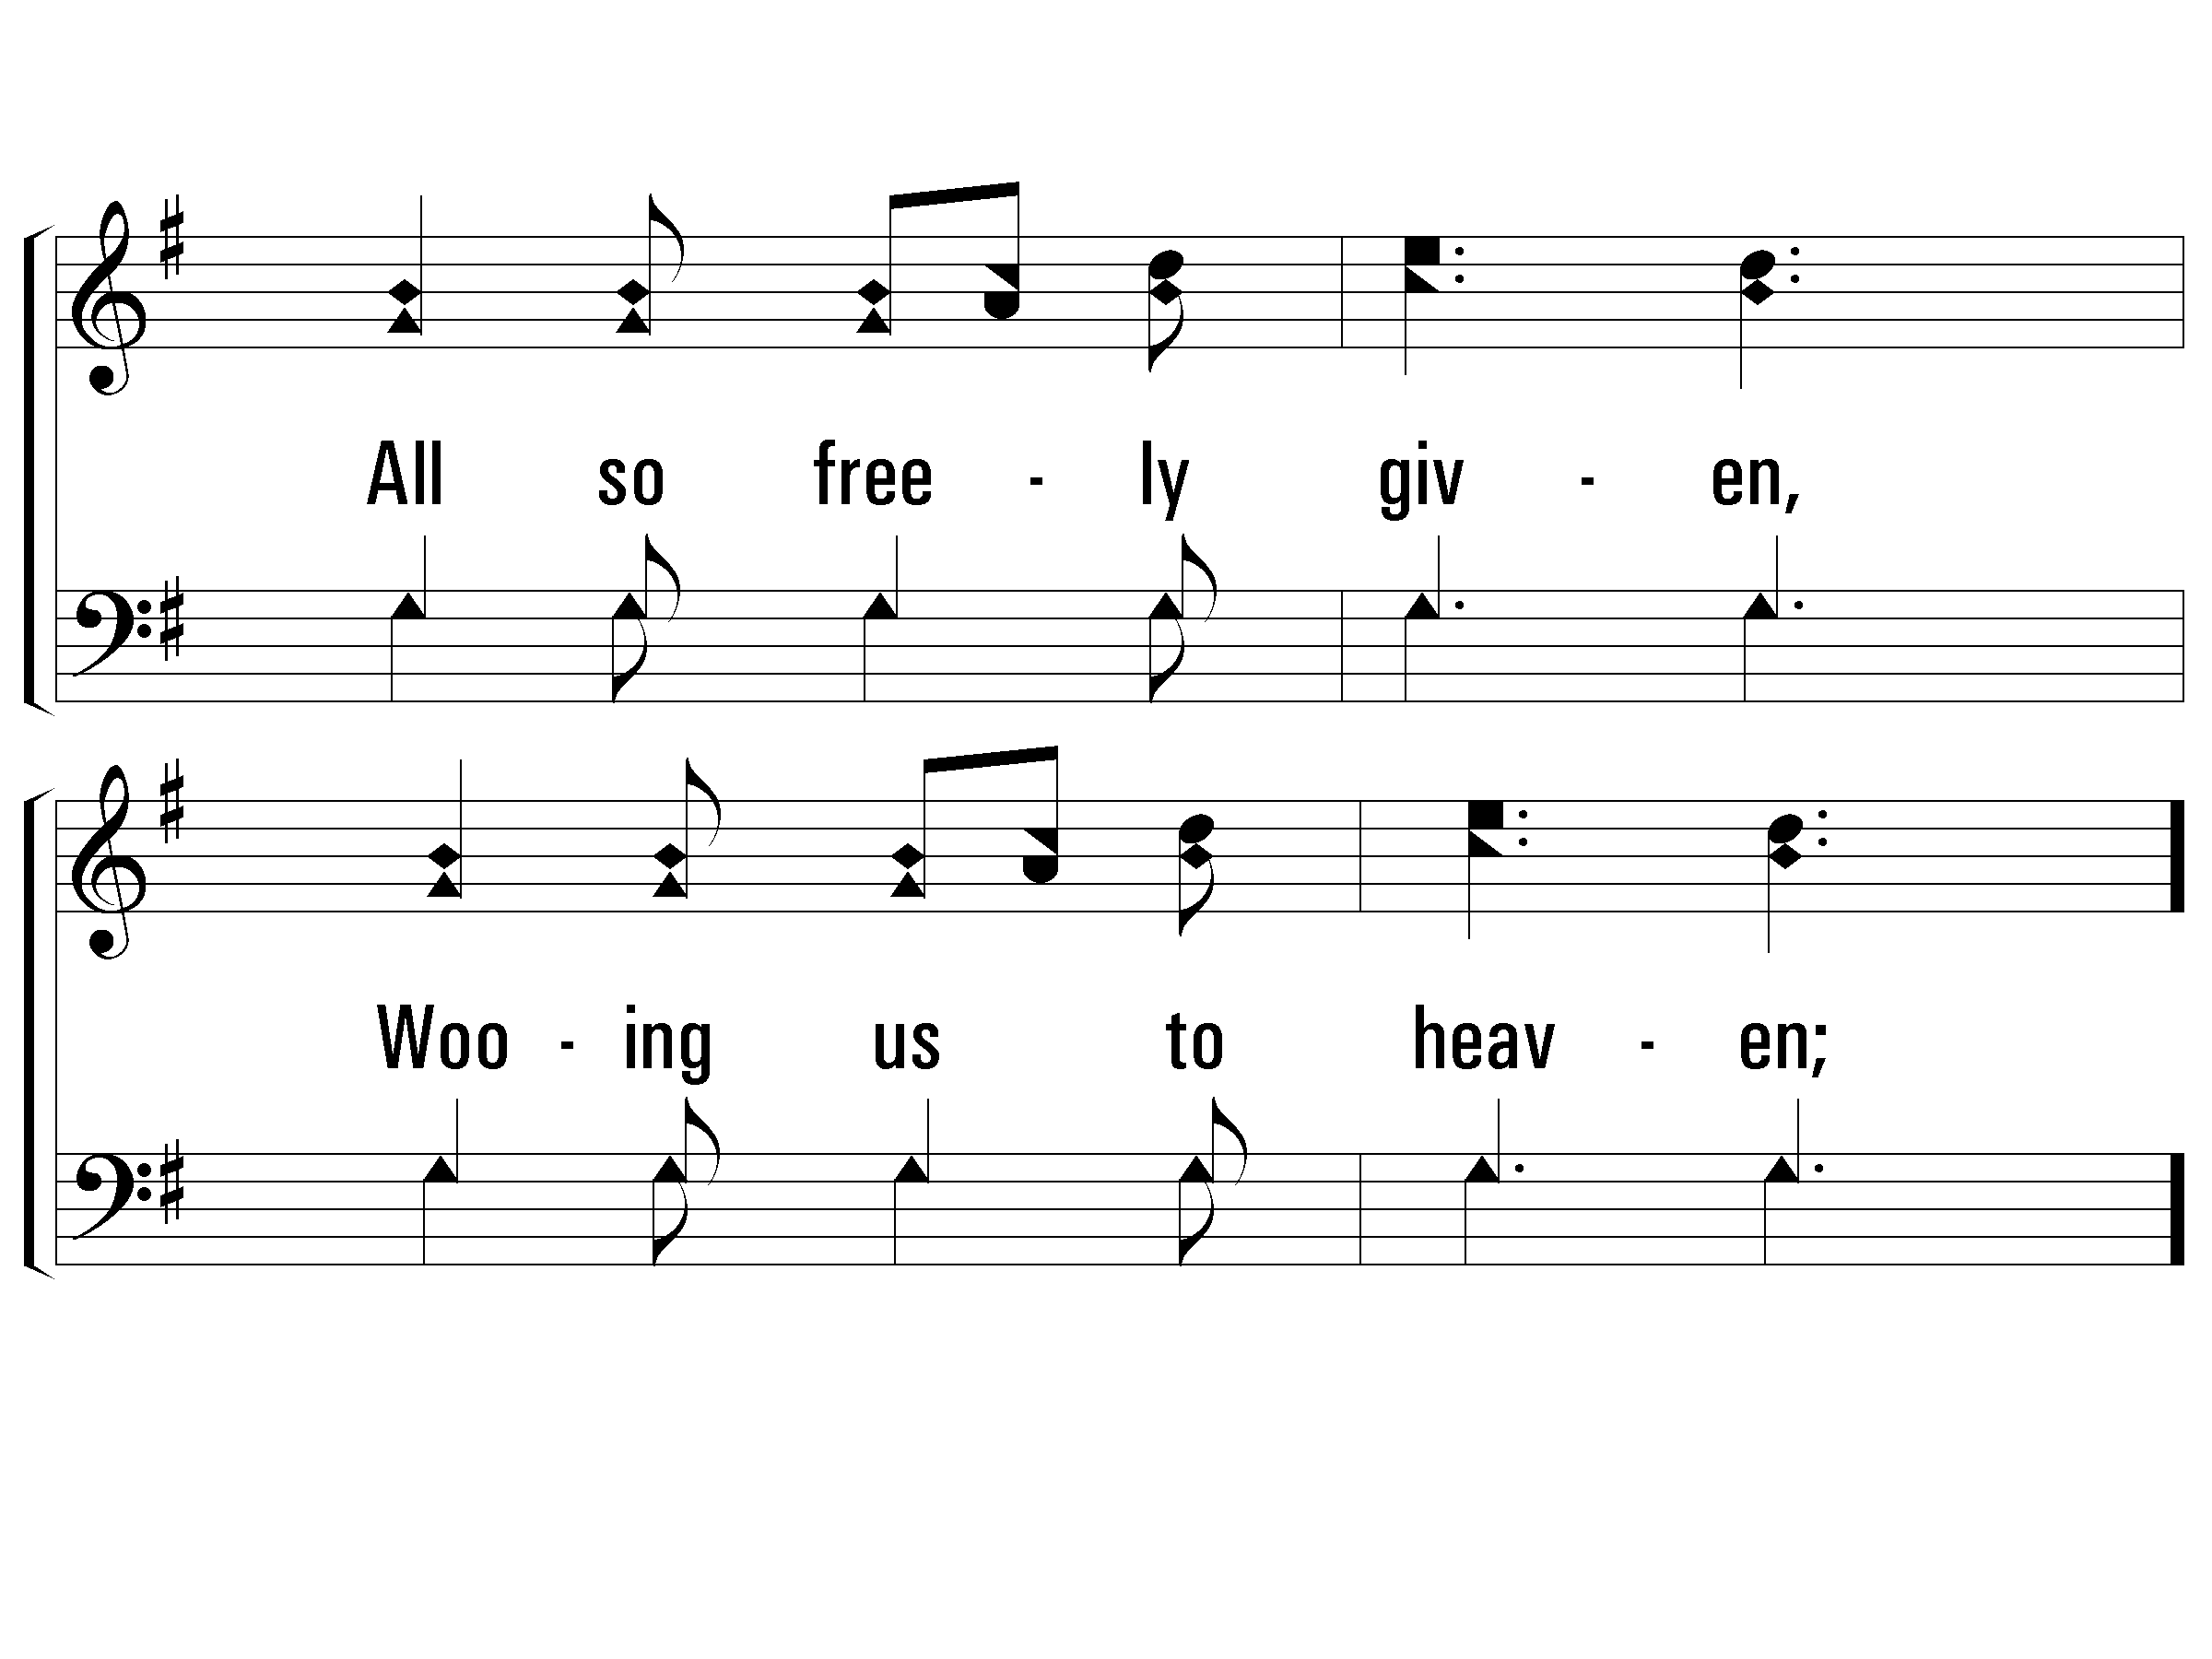 All so free - ly giv - en,
Woo - ing us to heav - en;